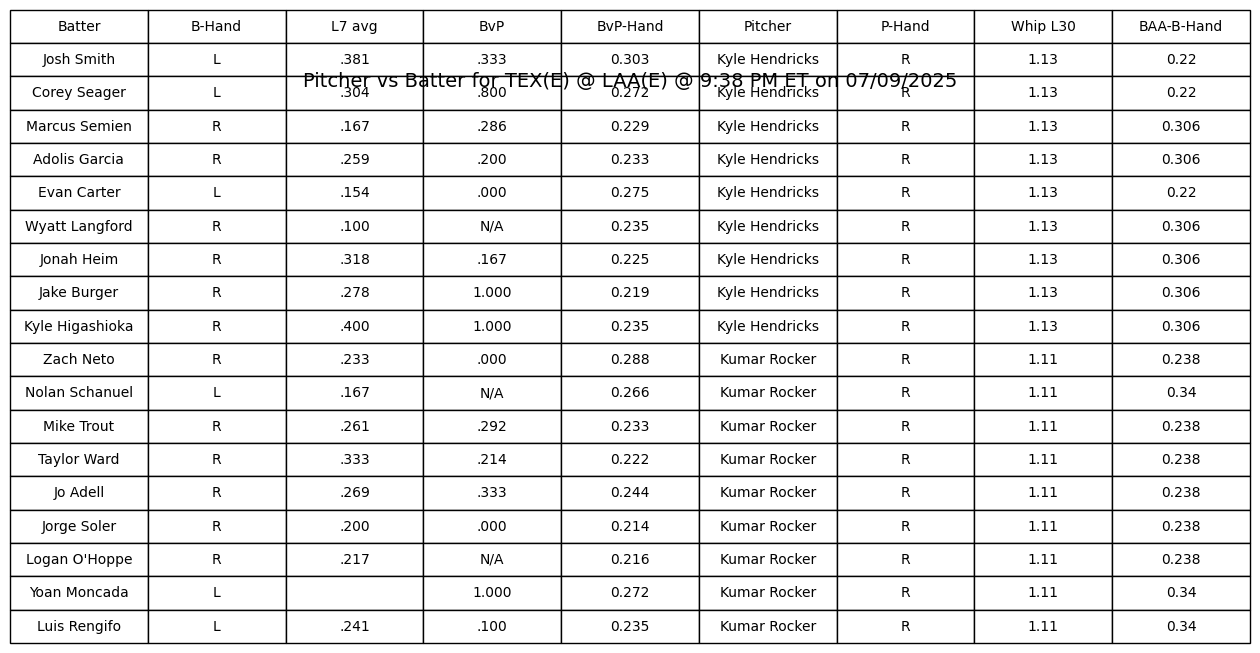 Batter B-Hand L7 avg BvP BvP-Hand Pitcher P-Hand Whip L30 BAA-B-Hand
Josh Smith L .381 .333 0.303 Kyle Hendricks R 1.13 0.22
Pitcher vs Batter for TEX(E) @ LAA(E) @ 9:38 PM ET on 07/09/2025
Corey Seager L .304 .800 0.272 Kyle Hendricks R 1.13 0.22
Marcus Semien R .167 .286 0.229 Kyle Hendricks R 1.13 0.306
Adolis Garcia R .259 .200 0.233 Kyle Hendricks R 1.13 0.306
Evan Carter L .154 .000 0.275 Kyle Hendricks R 1.13 0.22
Wyatt Langford R .100 N/A 0.235 Kyle Hendricks R 1.13 0.306
Jonah Heim R .318 .167 0.225 Kyle Hendricks R 1.13 0.306
Jake Burger R .278 1.000 0.219 Kyle Hendricks R 1.13 0.306
Kyle Higashioka R .400 1.000 0.235 Kyle Hendricks R 1.13 0.306
Zach Neto R .233 .000 0.288 Kumar Rocker R 1.11 0.238
Nolan Schanuel L .167 N/A 0.266 Kumar Rocker R 1.11 0.34
Mike Trout R .261 .292 0.233 Kumar Rocker R 1.11 0.238
Taylor Ward R .333 .214 0.222 Kumar Rocker R 1.11 0.238
Jo Adell R .269 .333 0.244 Kumar Rocker R 1.11 0.238
Jorge Soler R .200 .000 0.214 Kumar Rocker R 1.11 0.238
Logan O'Hoppe R .217 N/A 0.216 Kumar Rocker R 1.11 0.238
Yoan Moncada L 1.000 0.272 Kumar Rocker R 1.11 0.34
Luis Rengifo L .241 .100 0.235 Kumar Rocker R 1.11 0.34